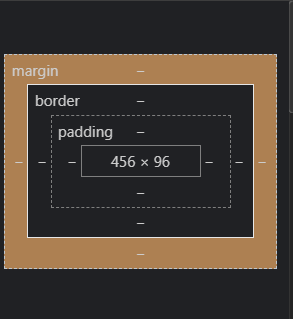 margin –
border –
padding –
– – – 456 × 96 – – –
–
–
–